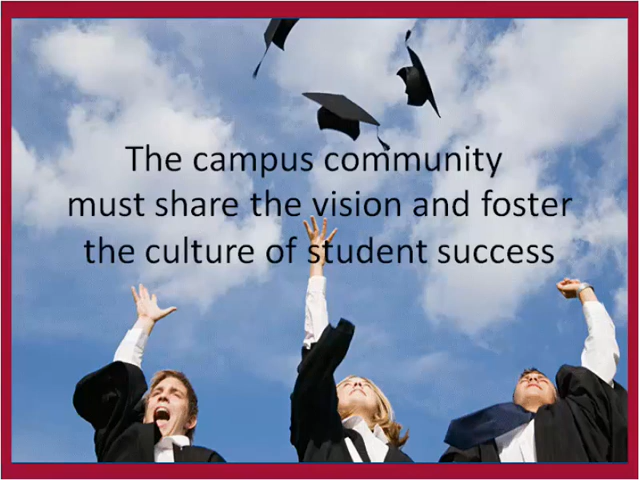 The campus community
must share the vision and foster
the culture of student success